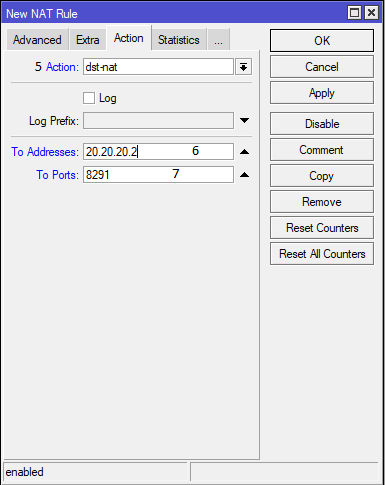 New NAT Rule
Advanced Extra Action Statistics ...
5 Action: dst-nat
Log
Log Prefix:
To Addresses: 20.20.20.2 6
To Ports: 8291 7
OK
Cancel
Apply
Disable
Comment
Copy
Remove
Reset Counters
Reset All Counters
enabled